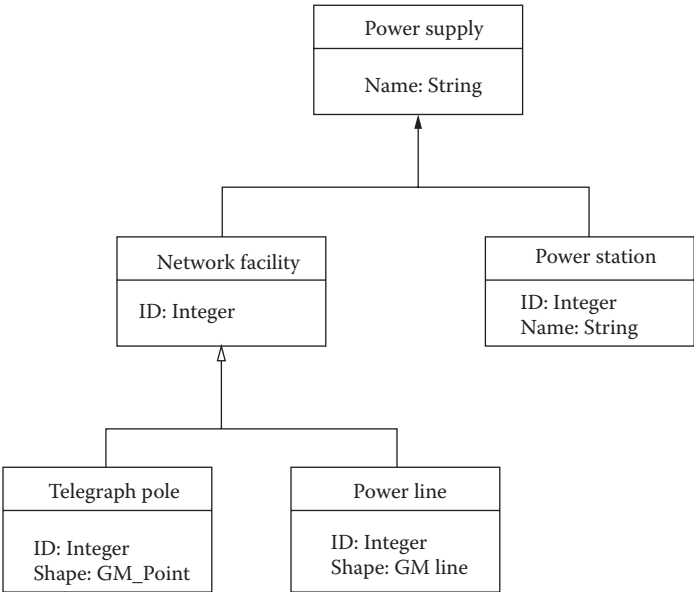 Power supply
Name: String
Network facility
ID: Integer
Power station
ID: Integer
Name: String
Telegraph pole
ID: Integer
Shape: GM_Point
Power line
ID: Integer
Shape: GM line